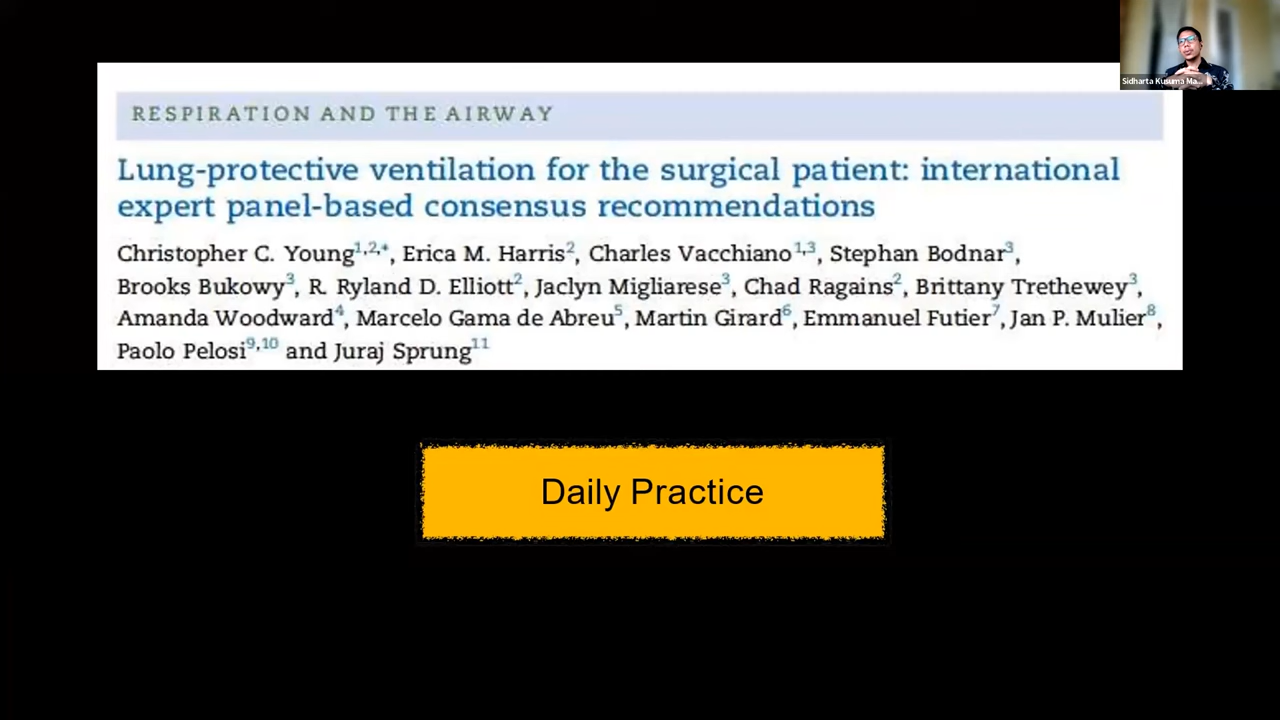 RESPIRATION AND THE AIRWAY
Lung-protective ventilation for the surgical patient: international
expert panel-based consensus recommendations
Christopher C. Young1,2,*, Erica M. Harris2, Charles Vacchiano1,3, Stephan Bodnar3,
Brooks Bukowy3, R. Ryland D. Elliott2, Jaclyn Migliarese3, Chad Ragains2, Brittany Trethewey3,
Amanda Woodward4, Marcelo Gama de Abreu5, Martin Girard6, Emmanuel Futier7, Jan P. Mulier8,
Paolo Pelosi9,10 and Juraj Sprung11
Daily Practice
Sidharta Kusuma Ma...